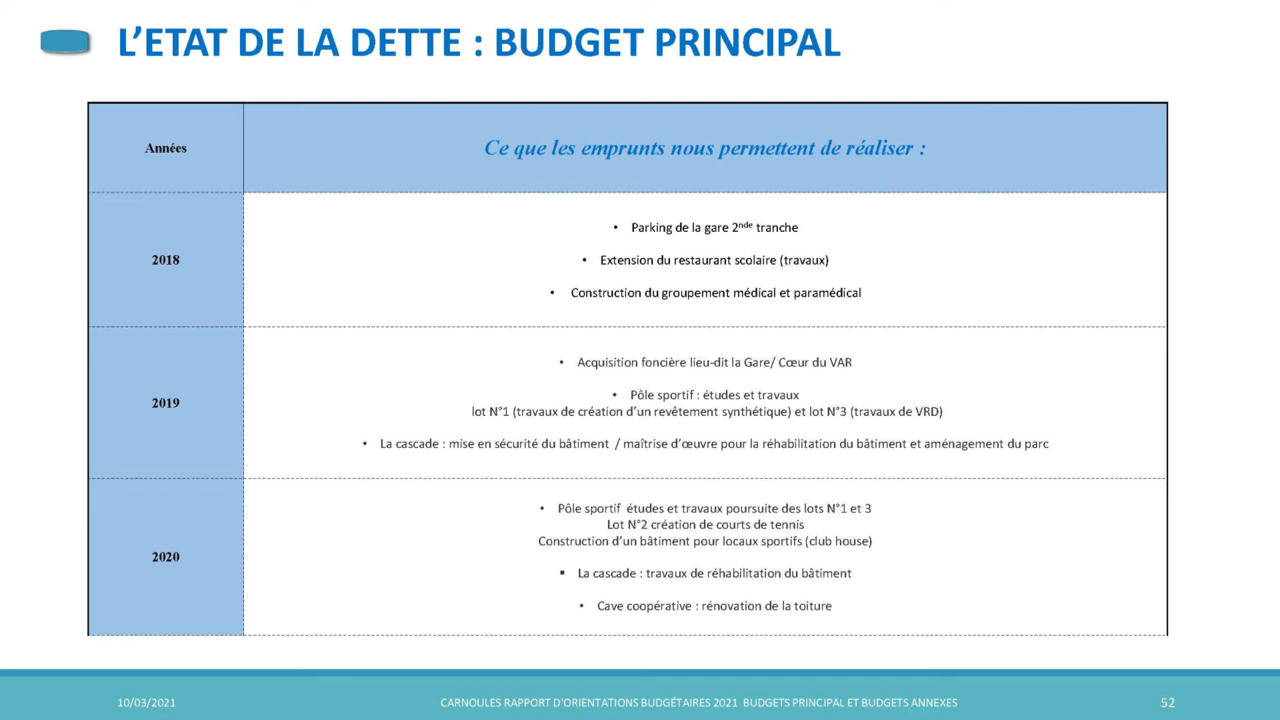 L’ETAT DE LA DETTE : BUDGET PRINCIPAL
Années
Ce que les emprunts nous permettent de réaliser :
2018
• Parking de la gare 2nde tranche
• Extension du restaurant scolaire (travaux)
• Construction du groupement médical et paramédical
2019
• Acquisition foncière lieu-dit la Gare/ Cœur du VAR
• Pôle sportif : études et travaux
lot N°1 (travaux de création d’un revêtement synthétique) et lot N°3 (travaux de VRD)
• La cascade : mise en sécurité du bâtiment / maîtrise d’œuvre pour la réhabilitation du bâtiment et aménagement du parc
2020
• Pôle sportif études et travaux poursuite des lots N°1 et 3
Lot N°2 création de courts de tennis
Construction d’un bâtiment pour locaux sportifs (club house)
▪ La cascade : travaux de réhabilitation du bâtiment
• Cave coopérative : rénovation de la toiture
10/03/2021
CARNOULES RAPPORT D'ORIENTATIONS BUDGÉTAIRES 2021 BUDGETS PRINCIPAL ET BUDGETS ANNEXES
52